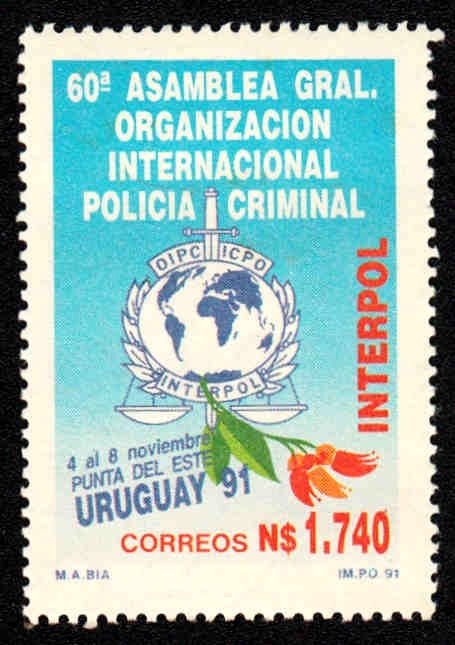 60ª ASAMBLEA GRAL.
ORGANIZACION
INTERNACIONAL
POLICIA CRIMINAL
OIPC ICPO
INTERPOL
INTERPOL
4 al 8 noviembre
PUNTA DEL ESTE
URUGUAY 91
CORREOS N$ 1.740
M.A.BIA IM.P.O. 91